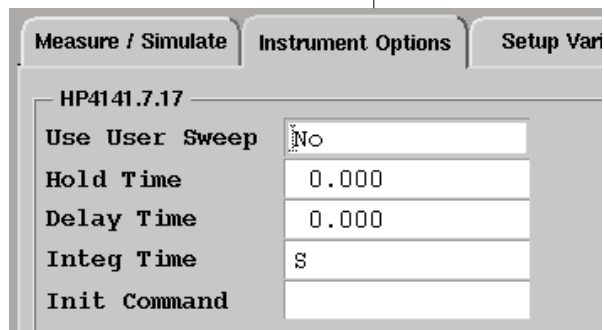 Measure / Simulate Instrument Options Setup Vari
HP4141.7.17
Use User Sweep No
Hold Time 0.000
Delay Time 0.000
Integ Time S
Init Command